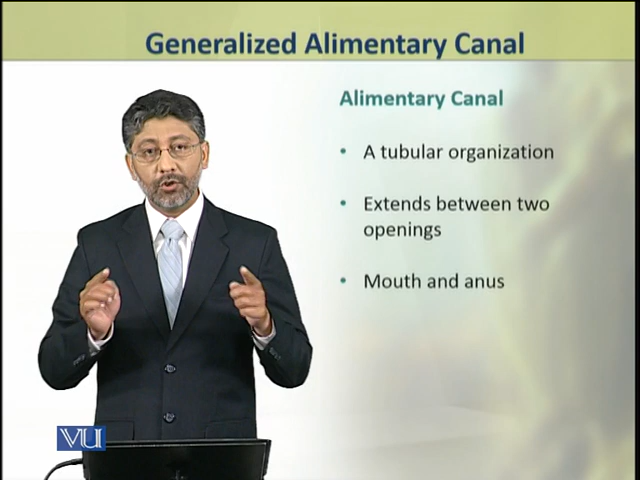 Generalized Alimentary Canal
Alimentary Canal
• A tubular organization
• Extends between two
openings
• Mouth and anus
VU